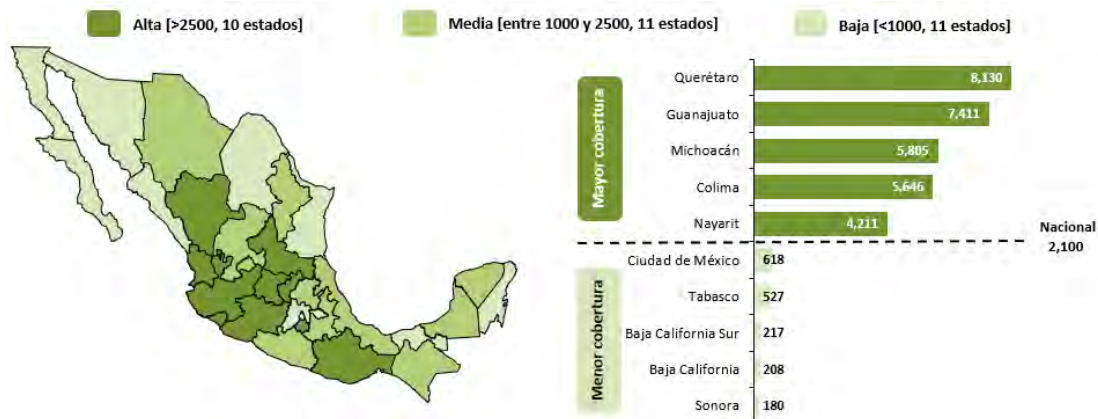 Alta [>2500, 10 estados]
Media [entre 1000 y 2500, 11 estados]
Baja [<1000, 11 estados]
Mayor cobertura
Querétaro 8,130
Guanajuato 7,411
Michoacán 5,805
Colima 5,646
Nayarit 4,211
Nacional
2,100
Menor cobertura
Ciudad de México 618
Tabasco 527
Baja California Sur 217
Baja California 208
Sonora 180